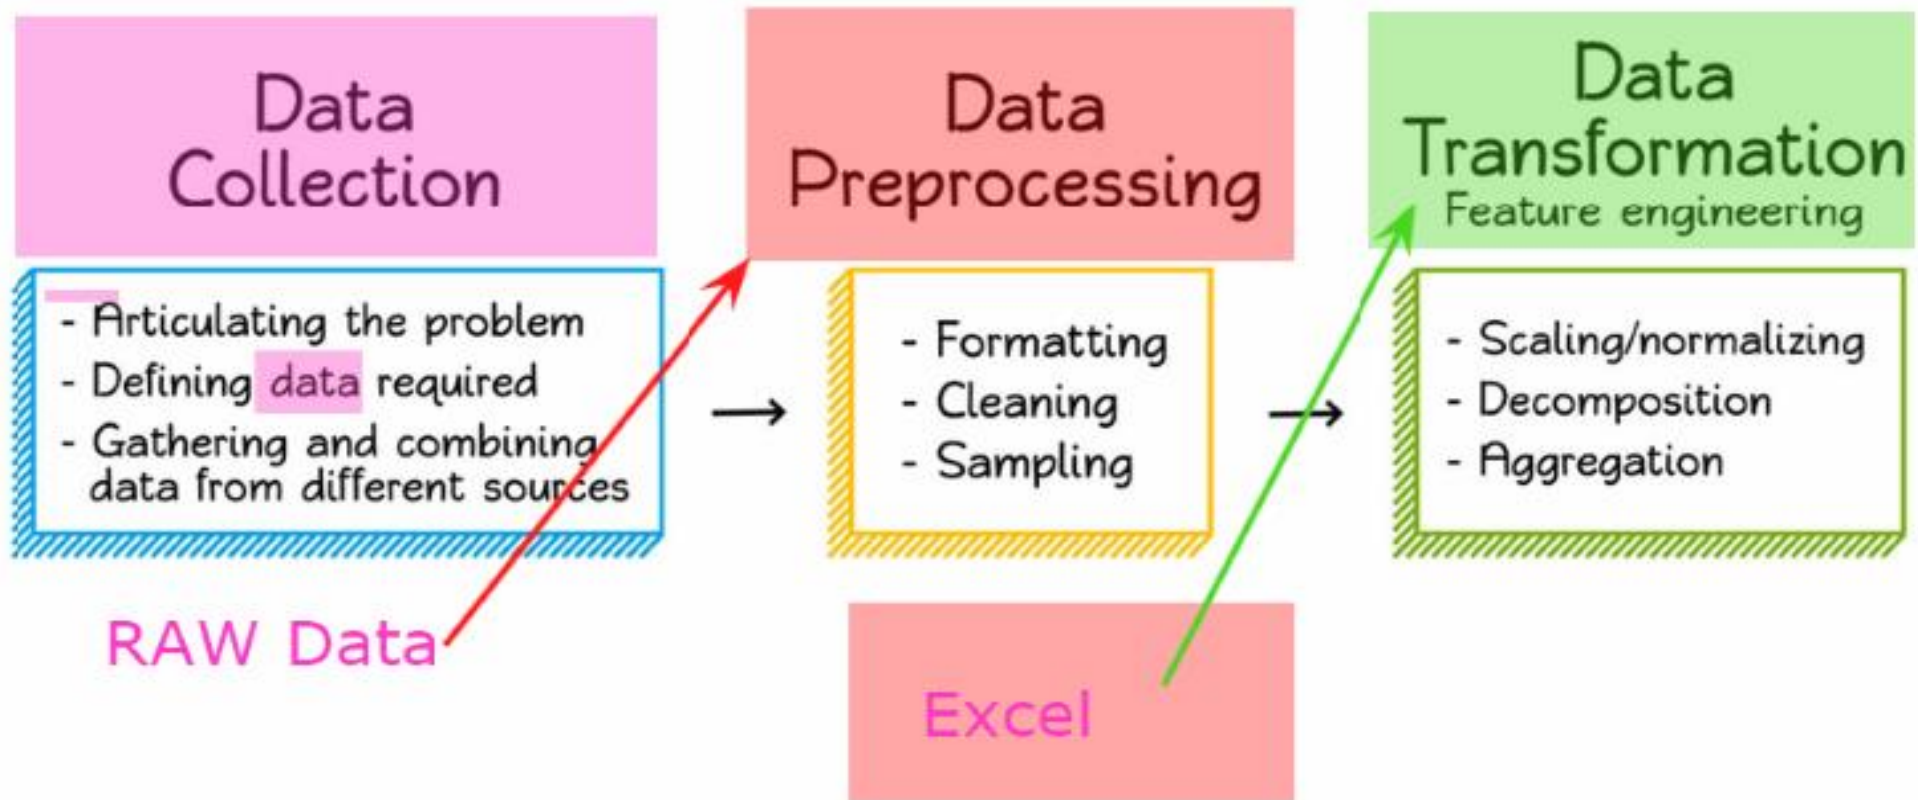 Data
Collection
- Articulating the problem
- Defining data required
- Gathering and combining
data from different sources
RAW Data
Data
Preprocessing
- Formatting
- Cleaning
- Sampling
Excel
Data
Transformation
Feature engineering
- Scaling/normalizing
- Decomposition
- Aggregation